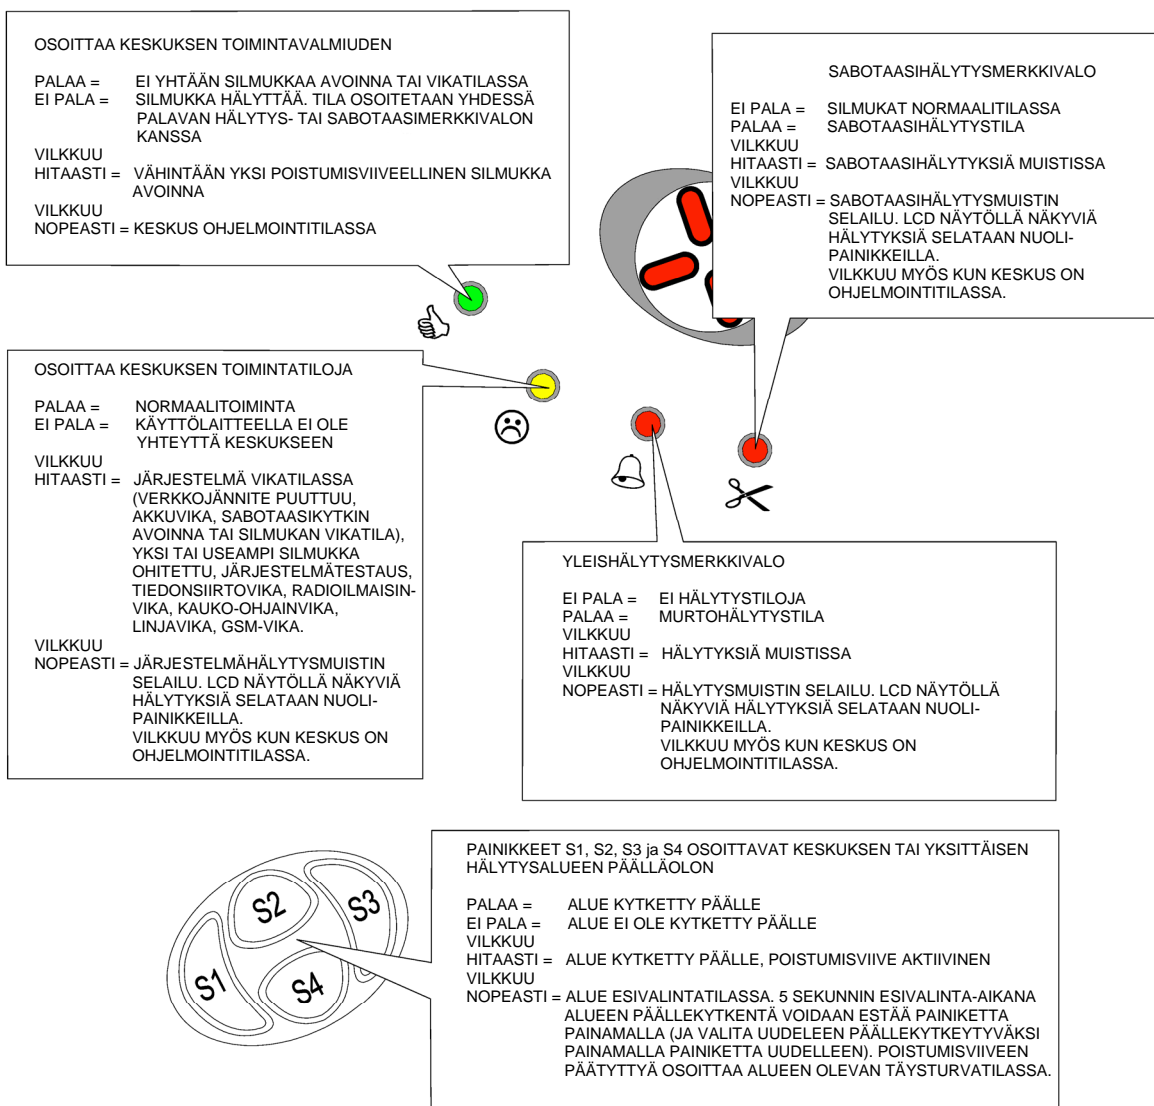 OSOITTAA KESKUKSEN TOIMINTAVALMIUDEN
PALAA = EI YHTÄÄN SILMUKKAA AVOINNA TAI VIKATILASSA
EI PALA = SILMUKKA HÄLYTTÄÄ. TILA OSOITETAAN YHDESSÄ
PALAVAN HÄLYTYS- TAI SABOTAASIMERKKIVALON
KANSSA
VILKKUU
HITAASTI = VÄHINTÄÄN YKSI POISTUMISVIIVEELLINEN SILMUKKA
AVOINNA
VILKKUU
NOPEASTI = KESKUS OHJELMOINTITILASSA
SABOTAASIHÄLYTYSMERKKIVALO
EI PALA = SILMUKAT NORMAALITILASSA
PALAA = SABOTAASIHÄLYTYSTILA
VILKKUU
HITAASTI = SABOTAASIHÄLYTYKSIÄ MUISTISSA
VILKKUU
NOPEASTI = SABOTAASIHÄLYTYSMUISTIN
SELAILU. LCD NÄYTÖLLÄ NÄKYVIÄ
HÄLYTYKSIÄ SELATAAN NUOLI-
PAINIKKEILLA.
VILKKUU MYÖS KUN KESKUS ON
OHJELMOINTITILASSA.
OSOITTAA KESKUKSEN TOIMINTATILOJA
PALAA = NORMAALITOIMINTA
EI PALA = KÄYTTÖLAITTEELLA EI OLE
YHTEYTTÄ KESKUKSEEN
VILKKUU
HITAASTI = JÄRJESTELMÄ VIKATILASSA
(VERKKOJÄNNITE PUUTTUU,
AKKUVIKA, SABOTAASIKYTKIN
AVOINNA TAI SILMUKAN VIKATILA),
YKSI TAI USEAMPI SILMUKKA
OHITETTU, JÄRJESTELMÄTESTAUS,
TIEDONSIIRTOVIKA, RADIOILMAISIN-
VIKA, KAUKO-OHJAINVIKA,
LINJAVIKA, GSM-VIKA.
VILKKUU
NOPEASTI = JÄRJESTELMÄHÄLYTYSMUISTIN
SELAILU. LCD NÄYTÖLLÄ NÄKYVIÄ
HÄLYTYKSIÄ SELATAAN NUOLI-
PAINIKKEILLA.
VILKKUU MYÖS KUN KESKUS ON
OHJELMOINTITILASSA.
YLEISHÄLYTYSMERKKIVALO
EI PALA = EI HÄLYTYSTILOJA
PALAA = MURTOHÄLYTYSTILA
VILKKUU
HITAASTI = HÄLYTYKSIÄ MUISTISSA
VILKKUU
NOPEASTI = HÄLYTYSMUISTIN SELAILU. LCD NÄYTÖLLÄ
NÄKYVIÄ HÄLYTYKSIÄ SELATAAN NUOLI-
PAINIKKEILLA.
VILKKUU MYÖS KUN KESKUS ON
OHJELMOINTITILASSA.
S1
S2
S3
S4
PAINIKKEET S1, S2, S3 ja S4 OSOITTAVAT KESKUKSEN TAI YKSITTÄISEN
HÄLYTYSALUEEN PÄÄLLÄOLON
PALAA = ALUE KYTKETTY PÄÄLLE
EI PALA = ALUE EI OLE KYTKETTY PÄÄLLE
VILKKUU
HITAASTI = ALUE KYTKETTY PÄÄLLE, POISTUMISVIIVE AKTIIVINEN
VILKKUU
NOPEASTI = ALUE ESIVALINTATILASSA. 5 SEKUNNIN ESIVALINTA-AIKANA
ALUEEN PÄÄLLEKYTKENTÄ VOIDAAN ESTÄÄ PAINIKETTA
PAINAMALLA (JA VALITA UUDELEEN PÄÄLLEKYTKEYTYVÄKSI
PAINAMALLA PAINIKETTA UUDELLEEN). POISTUMISVIIVEEN
PÄÄTYTTYÄ OSOITTAA ALUEEN OLEVAN TÄYSTURVATILASSA.